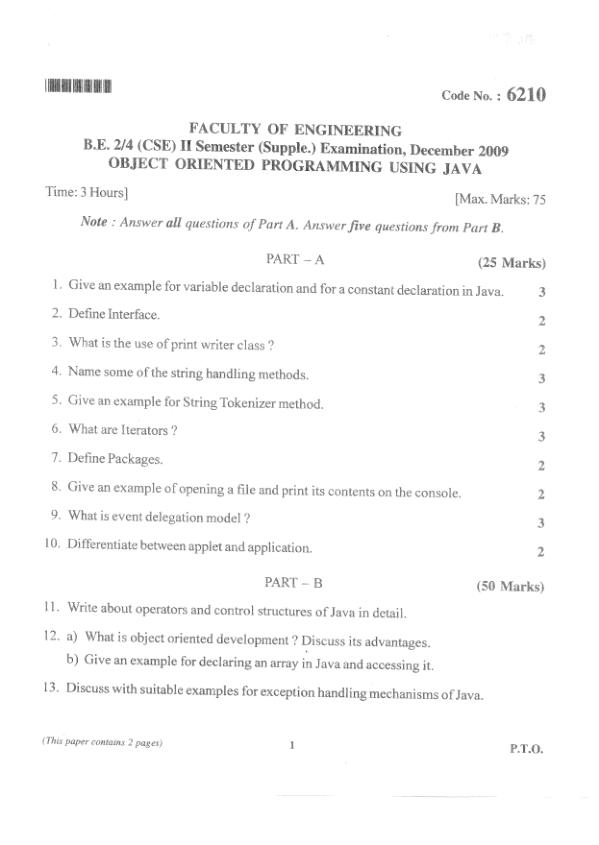 Code No. : 6210
FACULTY OF ENGINEERING
B.E. 2/4 (CSE) II Semester (Supple.) Examination, December 2009
OBJECT ORIENTED PROGRAMMING USING JAVA
Time: 3 Hours] [Max. Marks: 75
Note : Answer all questions of Part A. Answer five questions from Part B.
PART – A (25 Marks)
1. Give an example for variable declaration and for a constant declaration in Java. 3
2. Define Interface. 2
3. What is the use of print writer class ? 2
4. Name some of the string handling methods. 3
5. Give an example for String Tokenizer method. 3
6. What are Iterators ? 3
7. Define Packages. 2
8. Give an example of opening a file and print its contents on the console. 2
9. What is event delegation model ? 3
10. Differentiate between applet and application. 2
PART – B (50 Marks)
11. Write about operators and control structures of Java in detail.
12. a) What is object oriented development ? Discuss its advantages.
b) Give an example for declaring an array in Java and accessing it.
13. Discuss with suitable examples for exception handling mechanisms of Java.
(This paper contains 2 pages) 1 P.T.O.